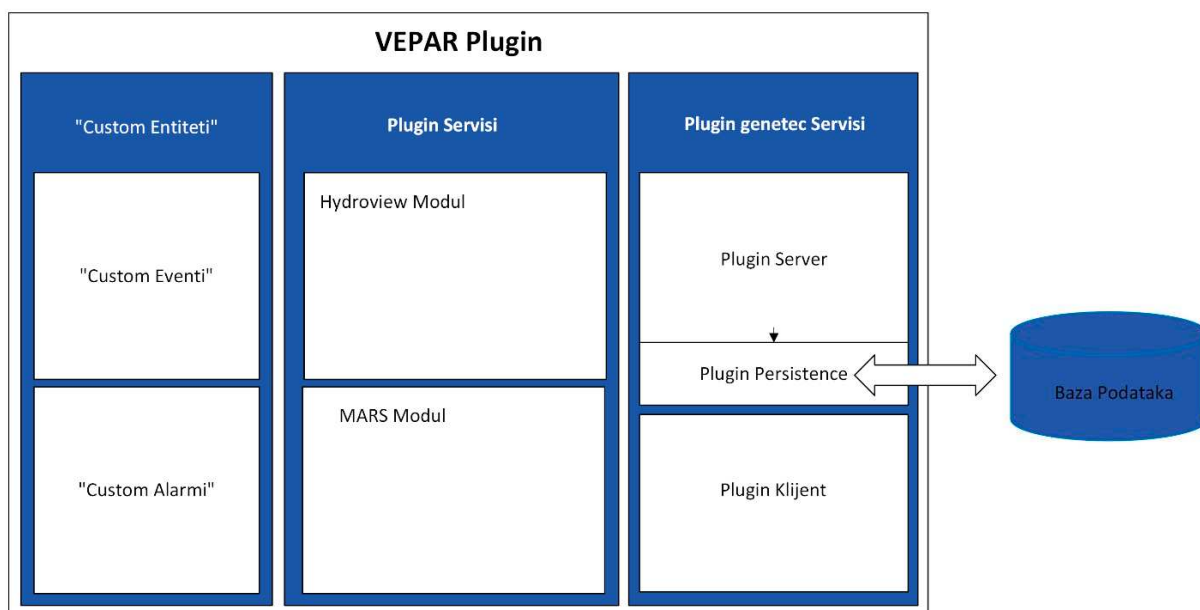 VEPAR Plugin
"Custom Entiteti"
"Custom Eventi"
"Custom Alarmi"
Plugin Servisi
Hydroview Modul
MARS Modul
Plugin genetec Servisi
Plugin Server
Plugin Persistence
Plugin Klijent
Baza Podataka